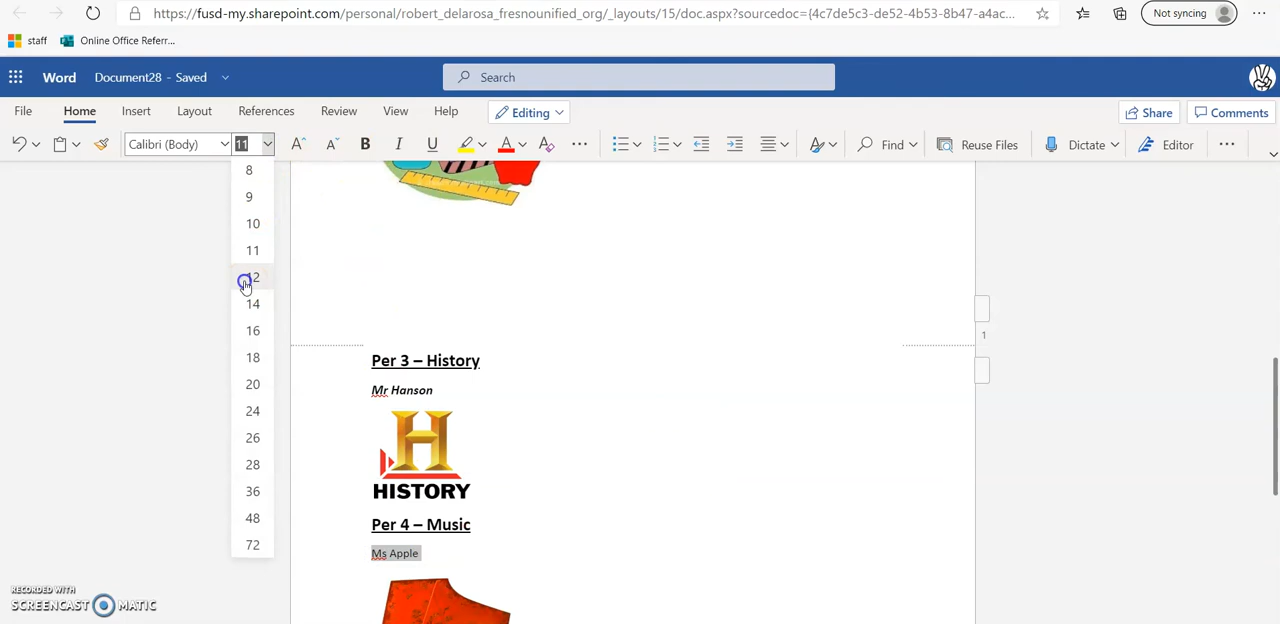 https://fusd-my.sharepoint.com/personal/robert_delarosa_fresnounified_org/_layouts/15/doc.aspx?sourcedoc={4c7de5c3-de52-4b53-8b47-a4ac...
Not syncing
staff
Online Office Referr...
Word
Document28 - Saved
Search
File
Home
Insert
Layout
References
Review
View
Help
Editing
Share
Comments
Calibri (Body)
11
B
I
U
A
Find
Reuse Files
Dictate
Editor
8
9
10
11
12
14
16
18
20
24
26
28
36
48
72
1
Per 3 – History
Mr Hanson
H
HISTORY
Per 4 – Music
Ms Apple
RECORDED WITH
SCREENCAST MATIC